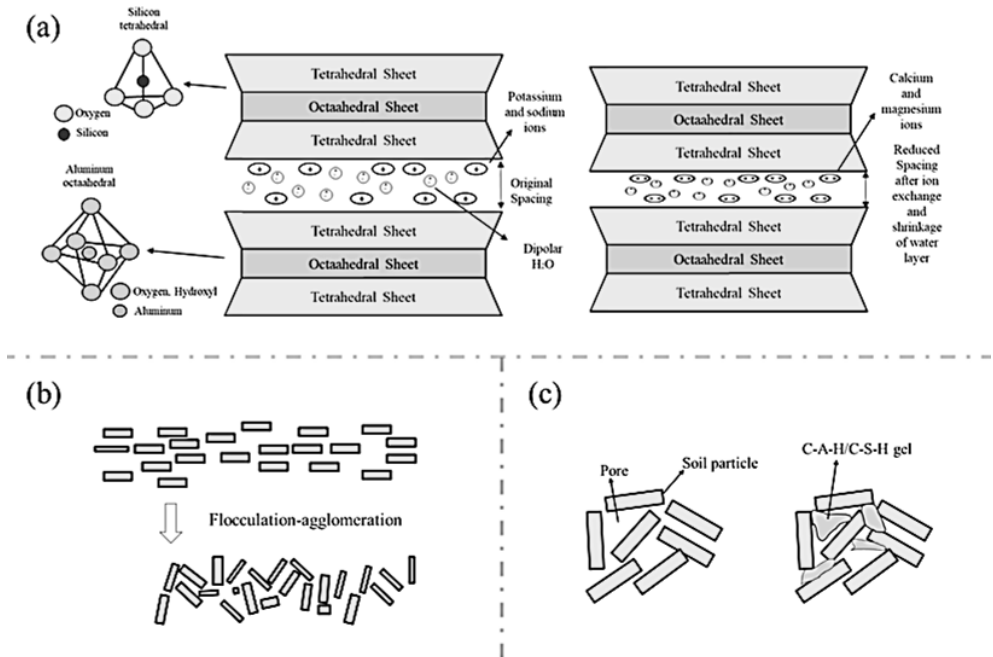 (a)
Silicon
tetrahedral
Oxygen
Silicon
Aluminum
octaahedral
Oxygen, Hydroxyl
Aluminum
Tetrahedral Sheet
Octaahedral Sheet
Tetrahedral Sheet
Potassium
and sodium
ions
Original
Spacing
Dipolar
H2O
Tetrahedral Sheet
Octaahedral Sheet
Tetrahedral Sheet
Tetrahedral Sheet
Octaahedral Sheet
Tetrahedral Sheet
Calcium
and
magnesium
ions
Reduced
Spacing
after ion
exchange
and
shrinkage
of water
layer
Tetrahedral Sheet
Octaahedral Sheet
Tetrahedral Sheet
(b)
Flocculation-agglomeration
(c)
Pore
Soil particle
C-A-H/C-S-H gel